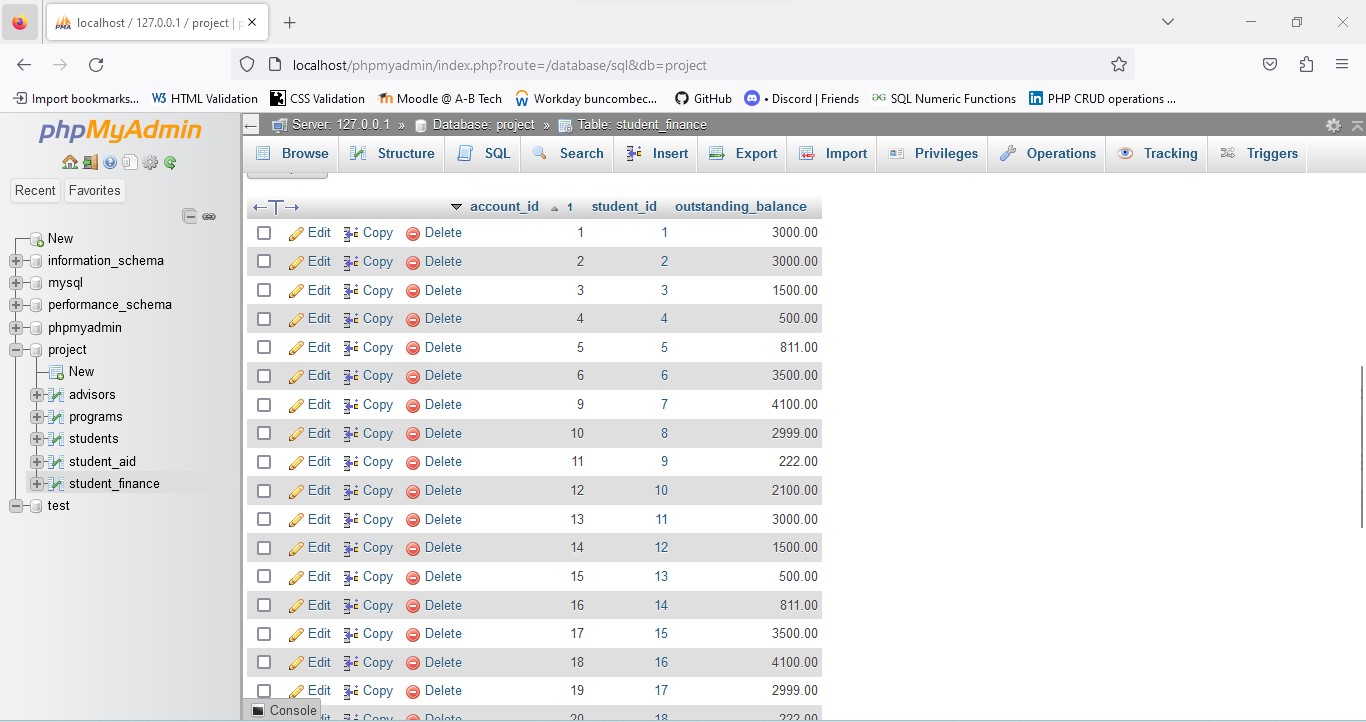 localhost / 127.0.0.1 / project | p
localhost/phpmyadmin/index.php?route=/database/sql&db=project
Import bookmarks... W3 HTML Validation CSS Validation Moodle @ A-B Tech Workday buncombec... GitHub • Discord | Friends SQL Numeric Functions PHP CRUD operations ...
phpMyAdmin
Server: 127.0.0.1 » Database: project » Table: student_finance
Browse Structure SQL Search Insert Export Import Privileges Operations Tracking Triggers
Recent Favorites
New
information_schema
mysql
performance_schema
phpmyadmin
project
New
advisors
programs
students
student_aid
student_finance
test
account_id 1 student_id outstanding_balance
Edit Copy Delete 1 1 3000.00
Edit Copy Delete 2 2 3000.00
Edit Copy Delete 3 3 1500.00
Edit Copy Delete 4 4 500.00
Edit Copy Delete 5 5 811.00
Edit Copy Delete 6 6 3500.00
Edit Copy Delete 9 7 4100.00
Edit Copy Delete 10 8 2999.00
Edit Copy Delete 11 9 222.00
Edit Copy Delete 12 10 2100.00
Edit Copy Delete 13 11 3000.00
Edit Copy Delete 14 12 1500.00
Edit Copy Delete 15 13 500.00
Edit Copy Delete 16 14 811.00
Edit Copy Delete 17 15 3500.00
Edit Copy Delete 18 16 4100.00
Edit Copy Delete 19 17 2999.00
Copy Delete 20 18 222.00
Console